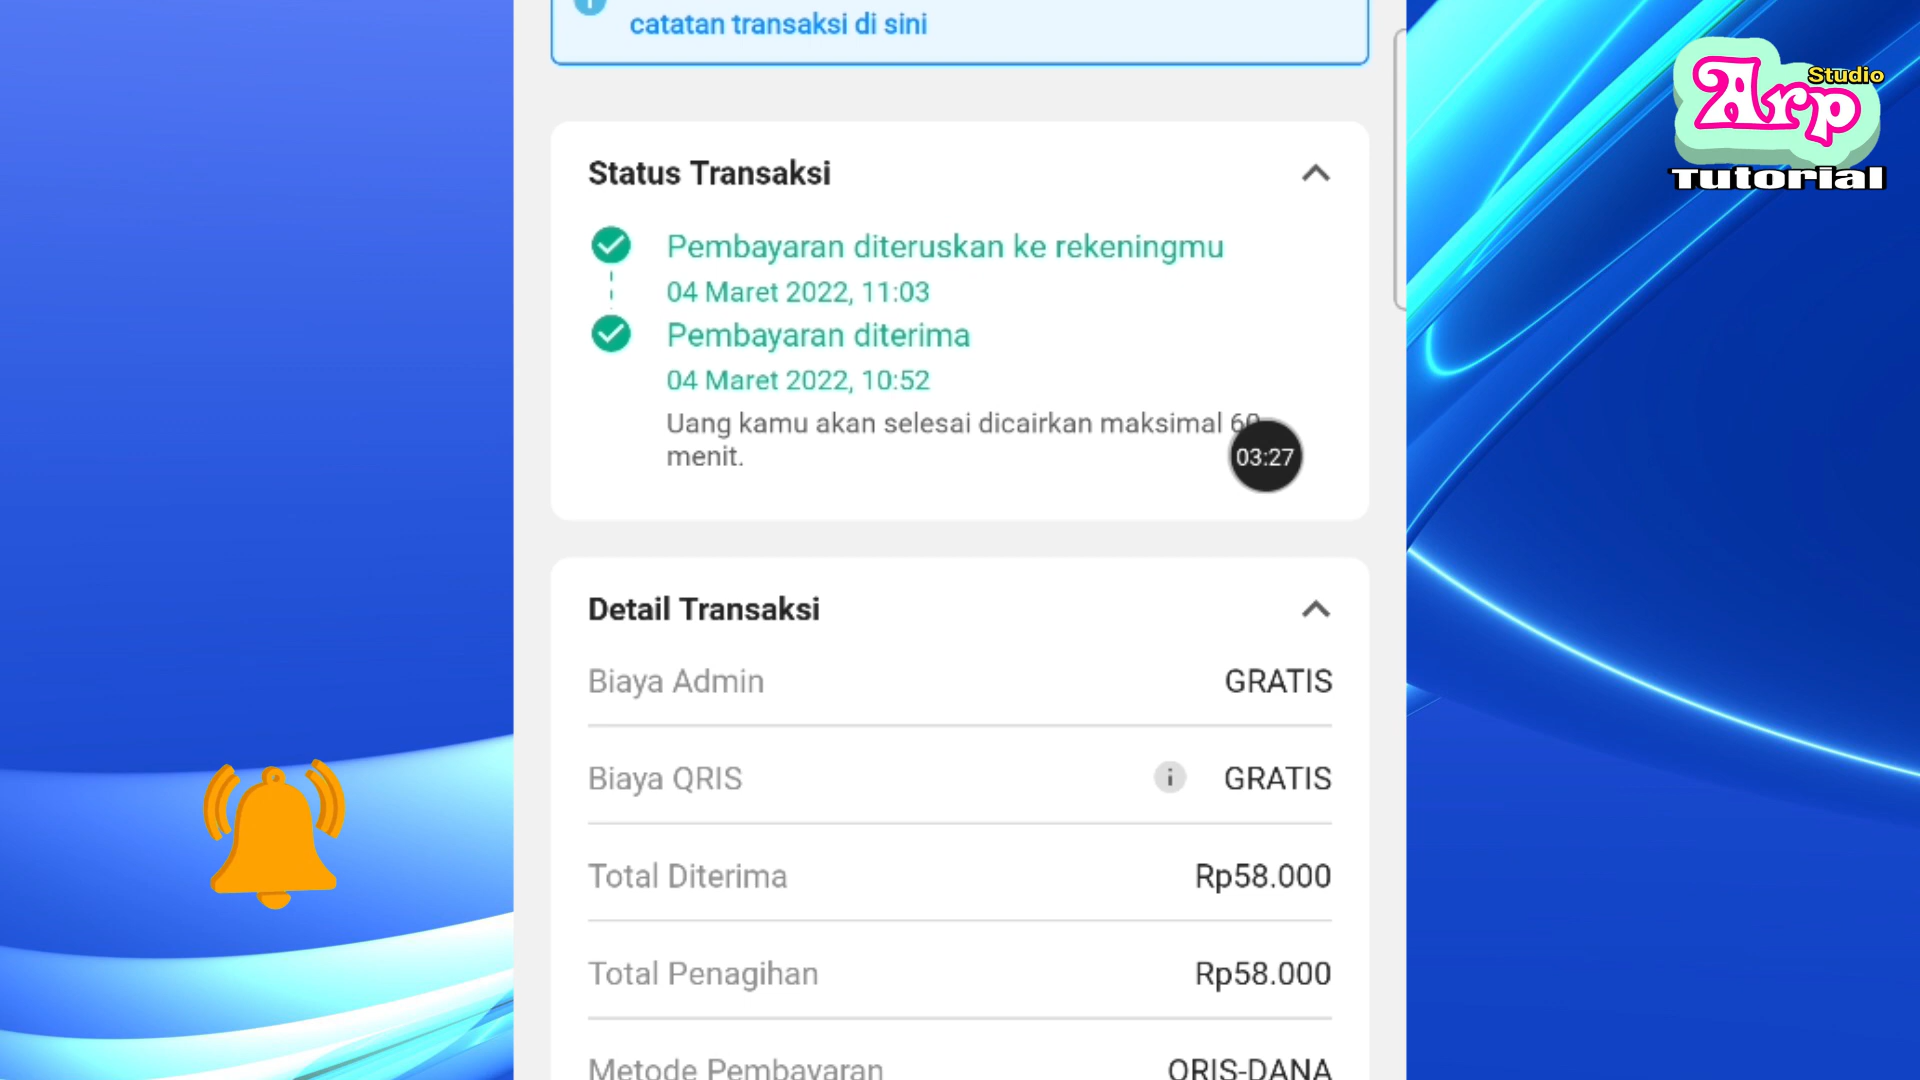 catatan transaksi di sini
Studio
Arp
Tutorial
Status Transaksi
Pembayaran diteruskan ke rekeningmu
04 Maret 2022, 11:03
Pembayaran diterima
04 Maret 2022, 10:52
Uang kamu akan selesai dicairkan maksimal 60
menit.
03:27
Detail Transaksi
Biaya Admin GRATIS
Biaya QRIS i GRATIS
Total Diterima Rp58.000
Total Penagihan Rp58.000
Metode Pembayaran QRIS-DANA